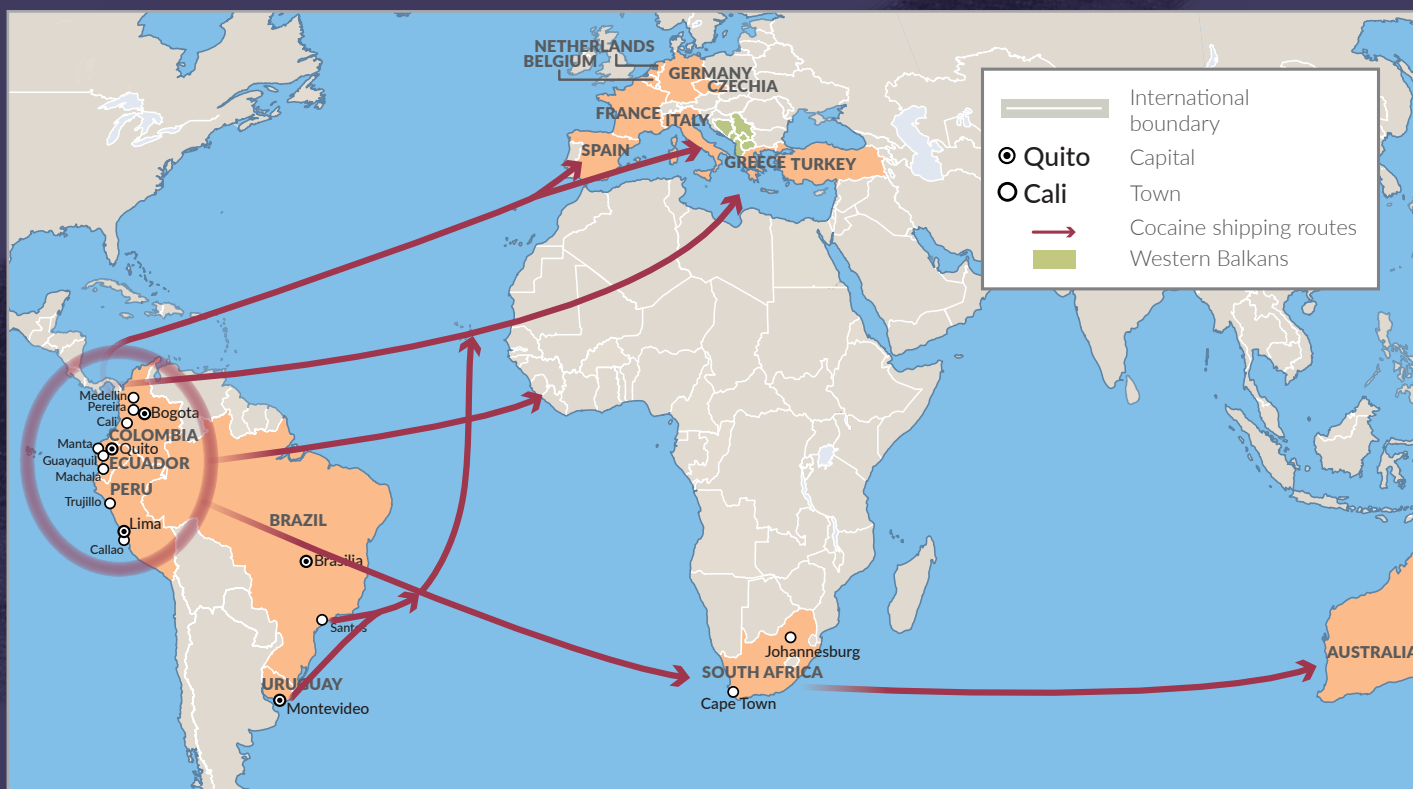 NETHERLANDS
BELGIUM
GERMANY
CZECHIA
FRANCE
ITALY
SPAIN
GREECE
TURKEY
International
boundary
Quito
Capital
Cali
Town
Cocaine shipping routes
Western Balkans
Medellin
Pereira
Bogota
Cali
COLOMBIA
Manta
Quito
Guayaquil
ECUADOR
Machala
PERU
Trujillo
Lima
Callao
BRAZIL
Brasilia
Santos
URUGUAY
Montevideo
Johannesburg
SOUTH AFRICA
Cape Town
AUSTRALIA